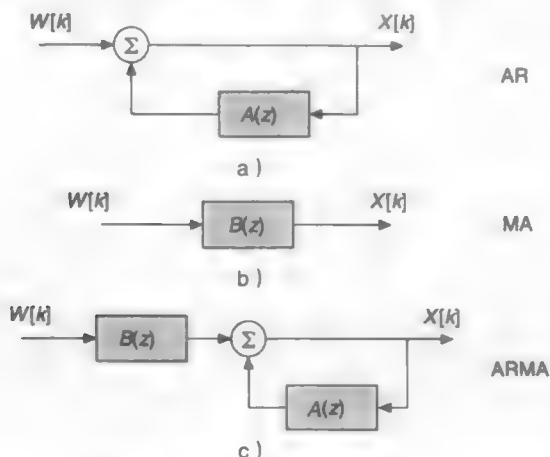 W[k] Σ X[k]
AR
A(z)
a )
W[k] X[k]
B(z)
MA
b )
W[k] B(z) Σ X[k]
ARMA
A(z)
c )